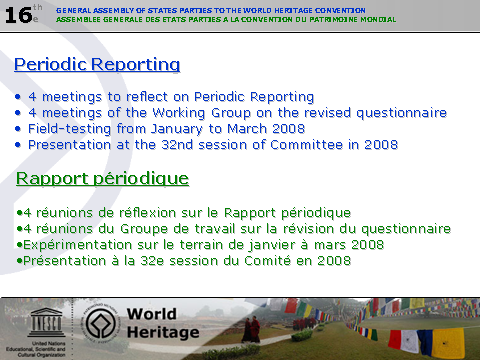 16th e
GENERAL ASSEMBLY OF STATES PARTIES TO THE WORLD HERITAGE CONVENTION
ASSEMBLEE GENERALE DES ETATS PARTIES A LA CONVENTION DU PATRIMOINE MONDIAL
Periodic Reporting
• 4 meetings to reflect on Periodic Reporting
• 4 meetings of the Working Group on the revised questionnaire
• Field-testing from January to March 2008
• Presentation at the 32nd session of Committee in 2008
Rapport périodique
•4 réunions de réflexion sur le Rapport périodique
•4 réunions du Groupe de travail sur la révision du questionnaire
•Expérimentation sur le terrain de janvier à mars 2008
•Présentation à la 32e session du Comité en 2008
UNESCO
United Nations
Educational, Scientific and
Cultural Organization
World
Heritage